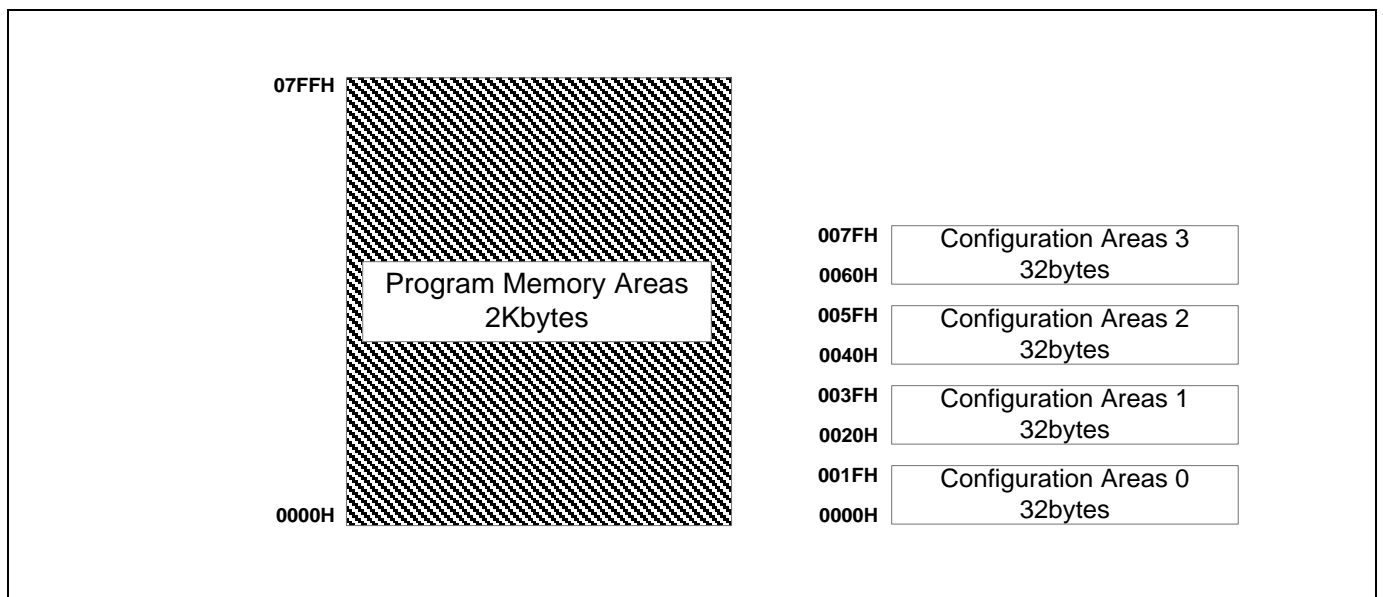 07FFH
Program Memory Areas
2Kbytes
0000H
007FH
Configuration Areas 3
32bytes
0060H
005FH
Configuration Areas 2
32bytes
0040H
003FH
Configuration Areas 1
32bytes
0020H
001FH
Configuration Areas 0
32bytes
0000H